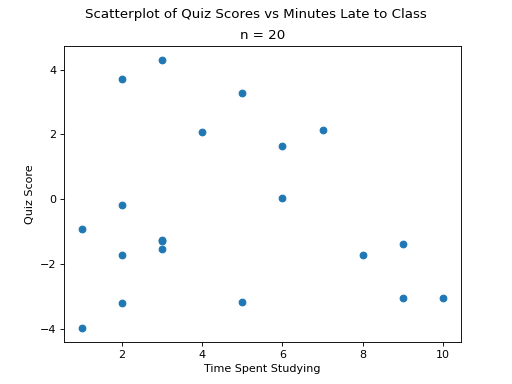 Scatterplot of Quiz Scores vs Minutes Late to Class
n = 20
4
2
0
−2
−4
Quiz Score
2 4 6 8 10
Time Spent Studying